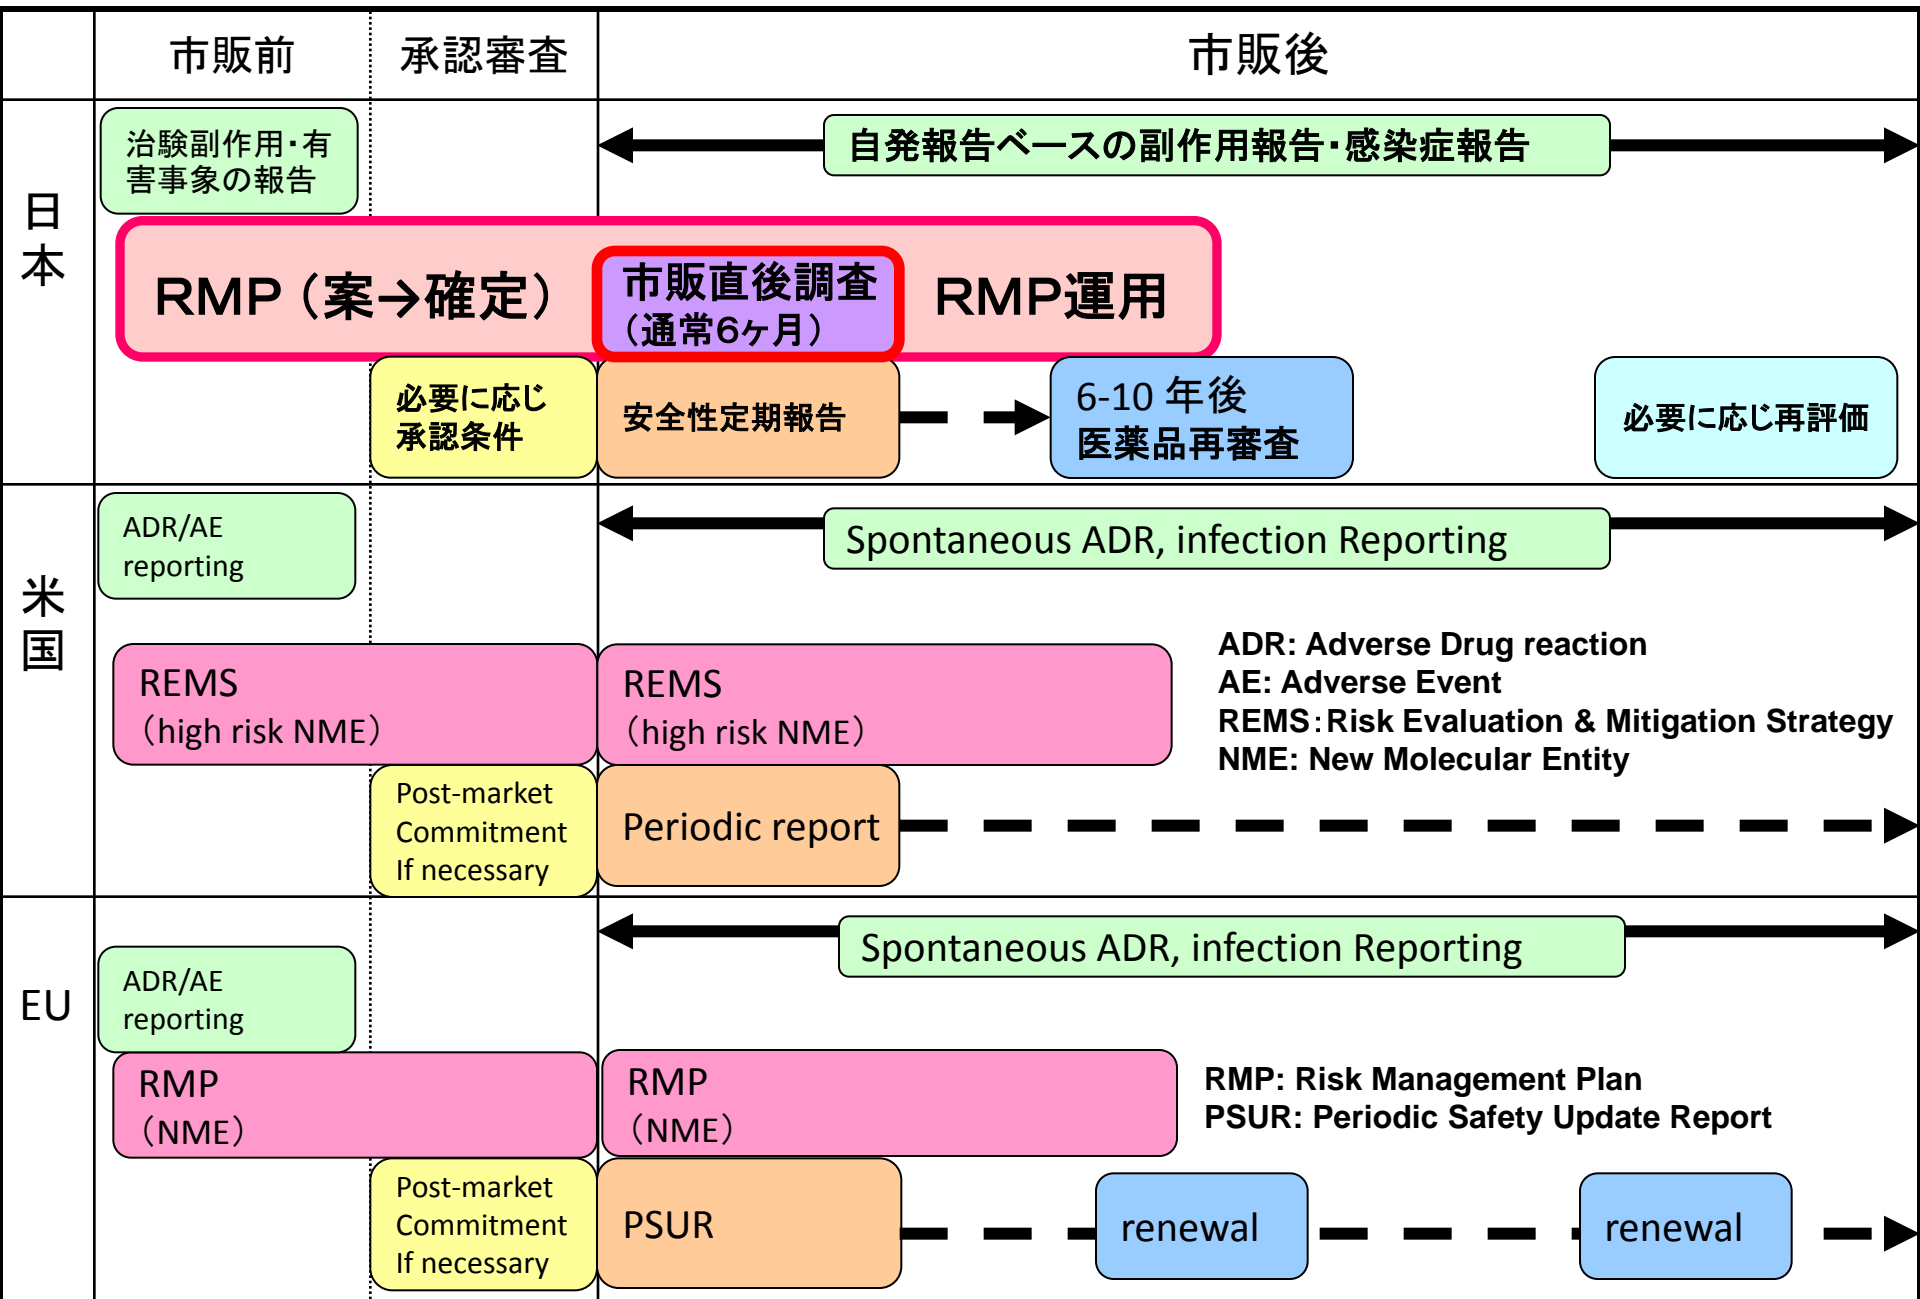 市販前
承認審査
市販後
日
本
治験副作用・有
害事象の報告
自発報告ベースの副作用報告・感染症報告
RMP（案→確定）
市販直後調査
（通常6ヶ月）
RMP運用
必要に応じ
承認条件
安全性定期報告
6-10 年後
医薬品再審査
必要に応じ再評価
米
国
ADR/AE
reporting
Spontaneous ADR, infection Reporting
REMS
（high risk NME）
REMS
（high risk NME）
ADR: Adverse Drug reaction
AE: Adverse Event
REMS：Risk Evaluation & Mitigation Strategy
NME: New Molecular Entity
Post-market
Commitment
If necessary
Periodic report
EU
ADR/AE
reporting
Spontaneous ADR, infection Reporting
RMP
（NME）
RMP
（NME）
RMP: Risk Management Plan
PSUR: Periodic Safety Update Report
Post-market
Commitment
If necessary
PSUR
renewal
renewal